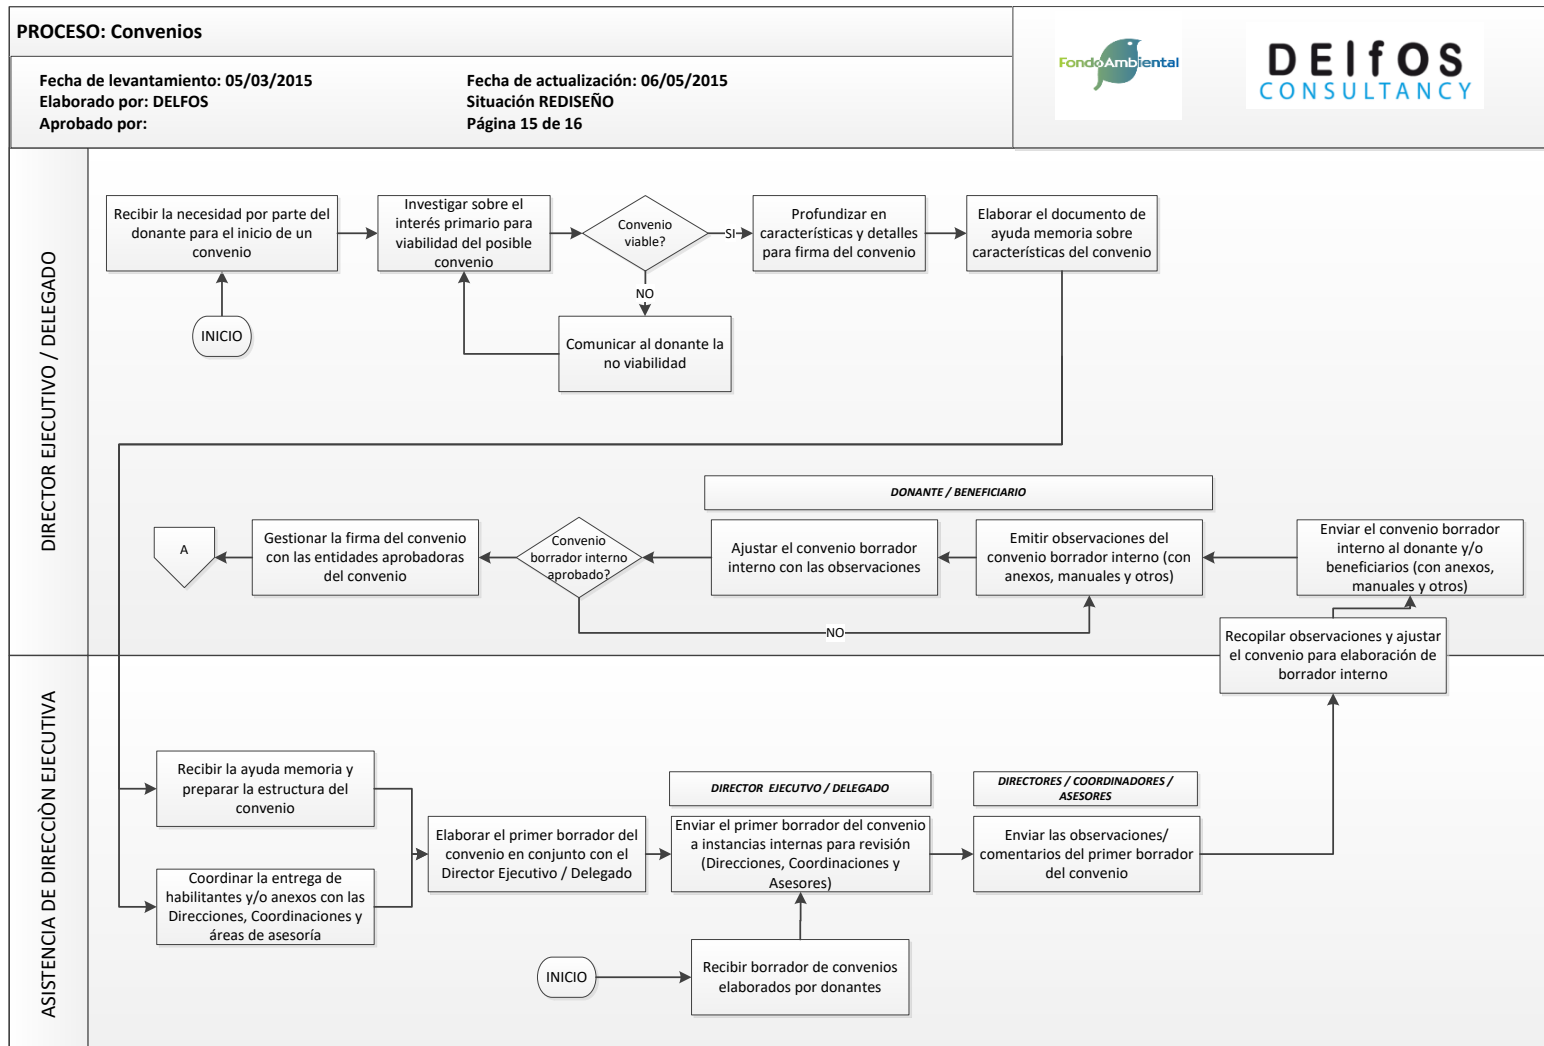 PROCESO: Convenios
Fecha de levantamiento: 05/03/2015
Elaborado por: DELFOS
Aprobado por:
Fecha de actualización: 06/05/2015
Situación REDISEÑO
Página 15 de 16
FondoAmbiental
DElfOS
CONSULTANCY
DIRECTOR EJECUTIVO / DELEGADO
Recibir la necesidad por parte del
donante para el inicio de un
convenio
Investigar sobre el
interés primario para
viabilidad del posible
convenio
Convenio
viable?
SI
Profundizar en
características y detalles
para firma del convenio
Elaborar el documento de
ayuda memoria sobre
características del convenio
INICIO
NO
Comunicar al donante la
no viabilidad
DONANTE / BENEFICIARIO
A
Gestionar la firma del convenio
con las entidades aprobadoras
del convenio
Convenio
borrador interno
aprobado?
Ajustar el convenio borrador
interno con las observaciones
Emitir observaciones del
convenio borrador interno (con
anexos, manuales y otros)
Enviar el convenio borrador
interno al donante y/o
beneficiarios (con anexos,
manuales y otros)
NO
Recopilar observaciones y ajustar
el convenio para elaboración de
borrador interno
ASISTENCIA DE DIRECCIÒN EJECUTIVA
Recibir la ayuda memoria y
preparar la estructura del
convenio
DIRECTOR EJECUTVO / DELEGADO
DIRECTORES / COORDINADORES /
ASESORES
Elaborar el primer borrador del
convenio en conjunto con el
Director Ejecutivo / Delegado
Enviar el primer borrador del convenio
a instancias internas para revisión
(Direcciones, Coordinaciones y
Asesores)
Enviar las observaciones/
comentarios del primer borrador
del convenio
Coordinar la entrega de
habilitantes y/o anexos con las
Direcciones, Coordinaciones y
áreas de asesoría
INICIO
Recibir borrador de convenios
elaborados por donantes